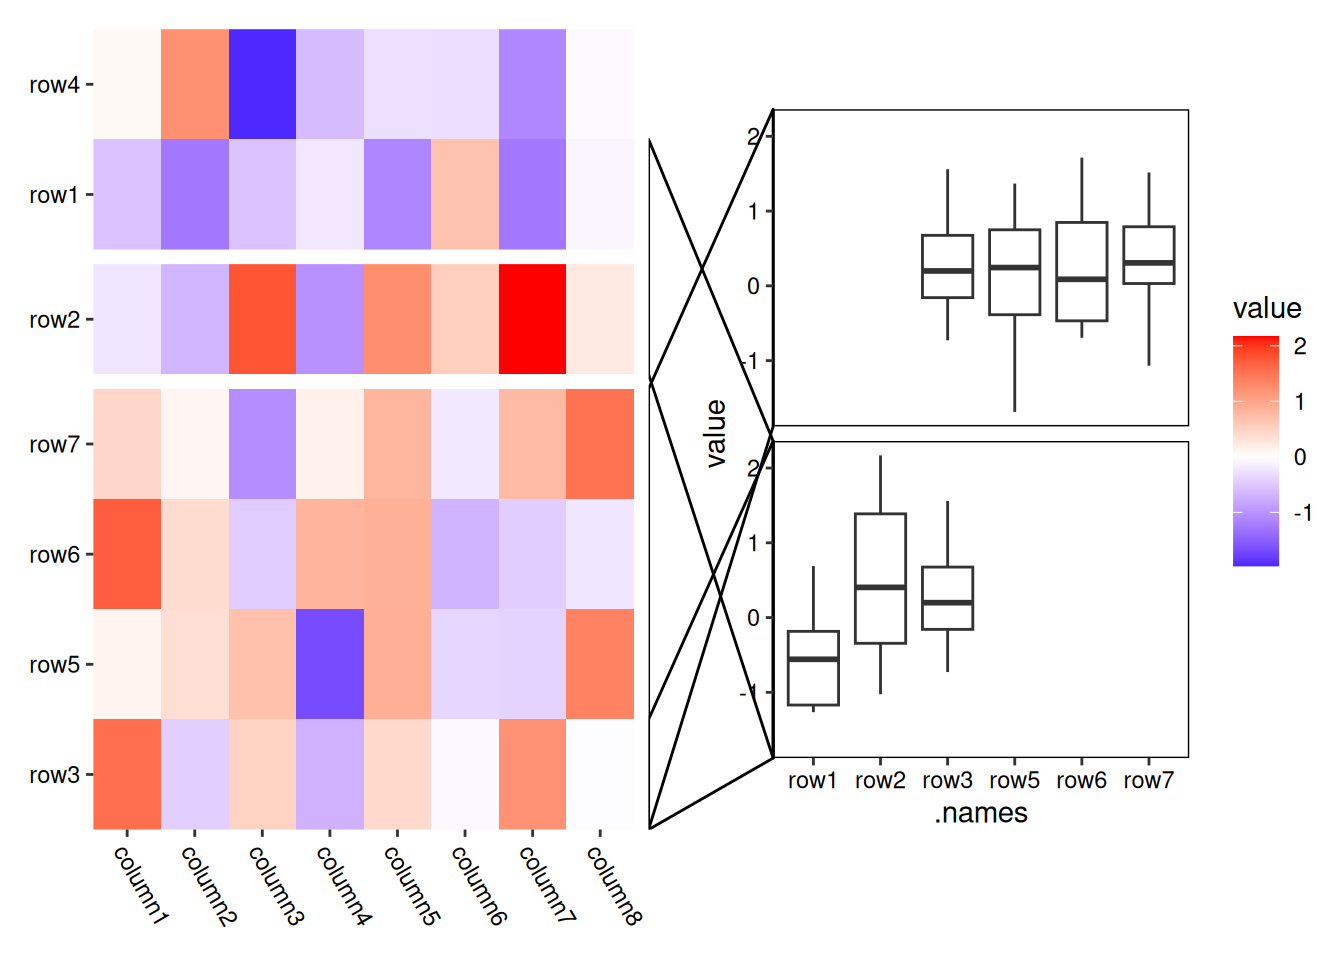 row4
row1
row2
row7
row6
row5
row3
column1
column2
column3
column4
column5
column6
column7
column8
value
2
1
0
-1
2
1
0
-1
row1 row2 row3 row5 row6 row7
.names
value
2
1
0
-1